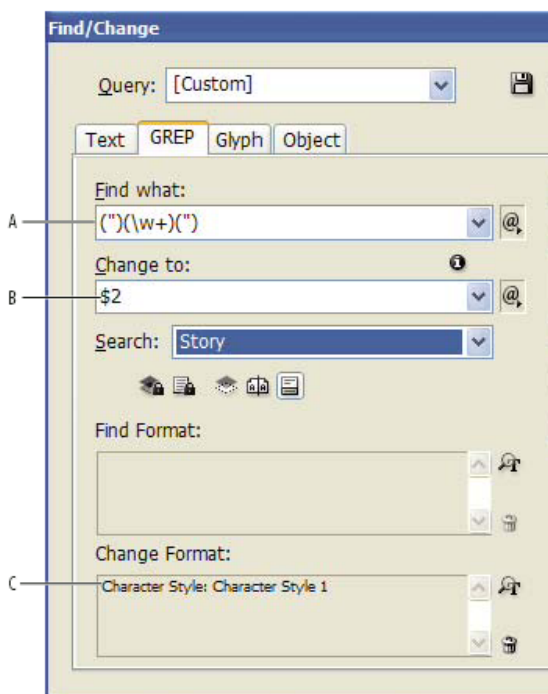 Find/Change
Query: [Custom]
Text GREP Glyph Object
Find what:
A (")(\w+)(")
Change to:
B $2
Search: Story
Find Format:
Change Format:
C Character Style: Character Style 1